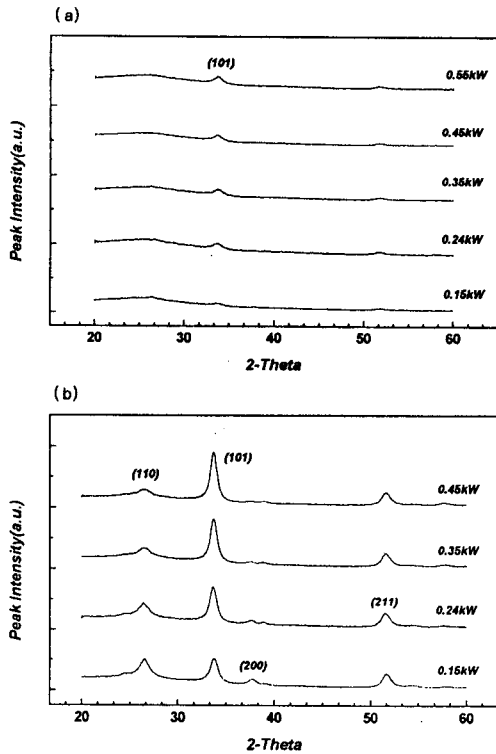 (a)
Peak Intensity(a.u.)
(101)
0.55kW
0.45kW
0.35kW
0.24kW
0.15kW
20 30 40 50 60
2-Theta
(b)
Peak Intensity(a.u.)
(110)
(101)
0.45kW
0.35kW
(211)
0.24kW
(200)
0.15kW
20 30 40 50 60
2-Theta